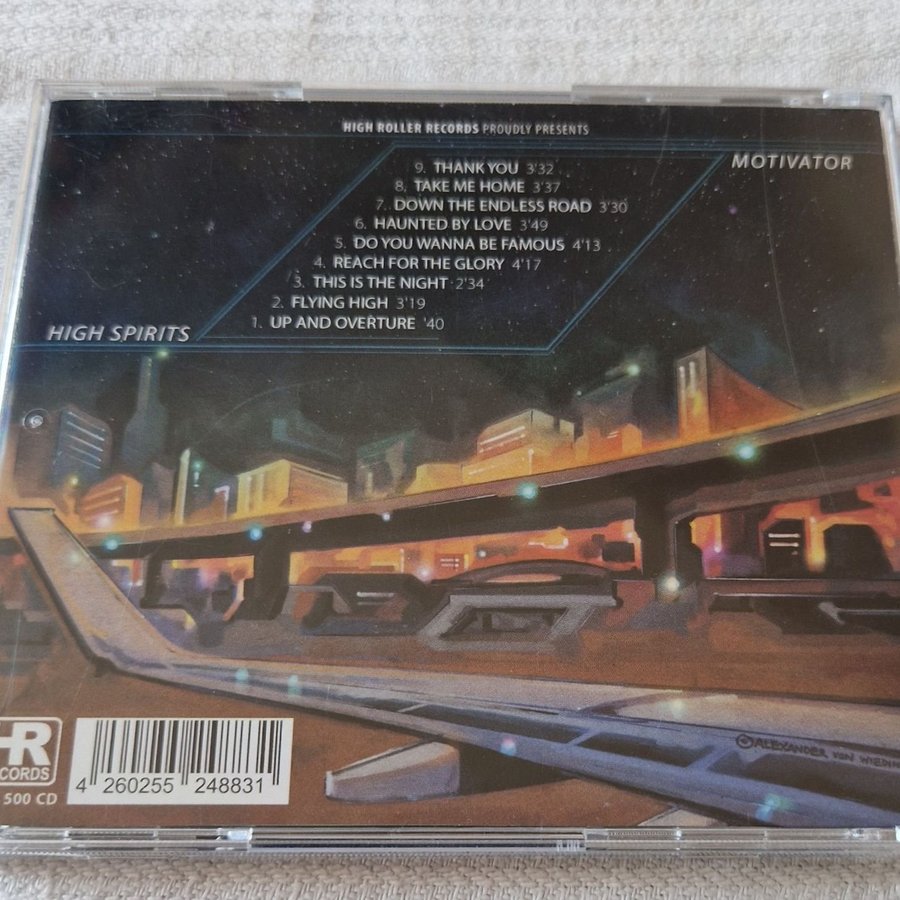 HIGH ROLLER RECORDS PROUDLY PRESENTS
MOTIVATOR
9. THANK YOU 3'32
8. TAKE ME HOME 3'37
7. DOWN THE ENDLESS ROAD 3'30
6. HAUNTED BY LOVE 3'49
5. DO YOU WANNA BE FAMOUS 4'13
4. REACH FOR THE GLORY 4'17
3. THIS IS THE NIGHT 2'34
2. FLYING HIGH 3'19
1. UP AND OVERTURE '40
HIGH SPIRITS
HR
RECORDS
500 CD
4 260255 248831
© ALEXANDER VON